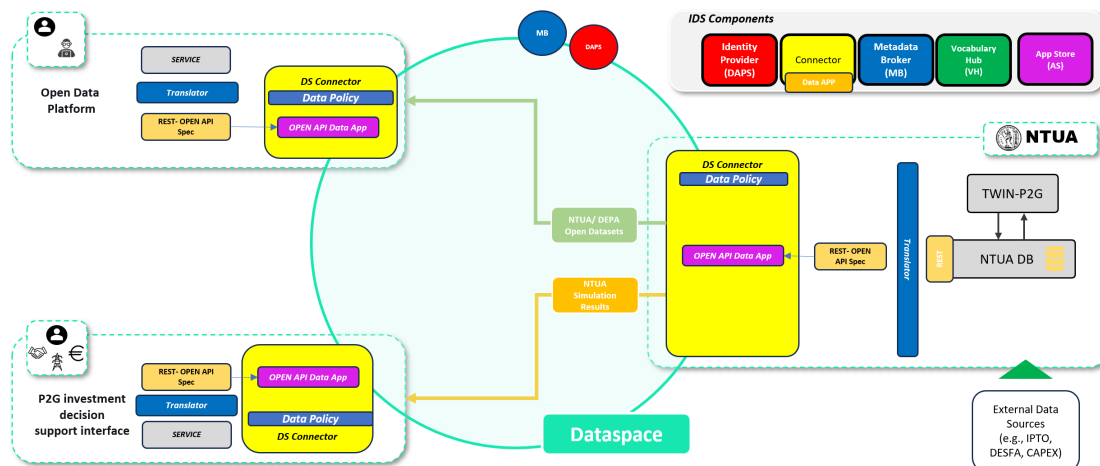 MB
DAPS
IDS Components
Identity
Provider
(DAPS)
Connector
Data APP
Metadata
Broker
(MB)
Vocabulary
Hub
(VH)
App Store
(AS)
Open Data
Platform
SERVICE
Translator
REST- OPEN API
Spec
DS Connector
Data Policy
OPEN API Data App
NTUA
DS Connector
Data Policy
OPEN API Data App
REST- OPEN
API Spec
Translator
REST
TWIN-P2G
NTUA DB
NTUA/ DEPA
Open Datasets
NTUA
Simulation
Results
P2G investment
decision
support interface
REST- OPEN API
Spec
Translator
SERVICE
OPEN API Data App
Data Policy
DS Connector
Dataspace
External Data
Sources
(e.g., IPTO,
DESFA, CAPEX)